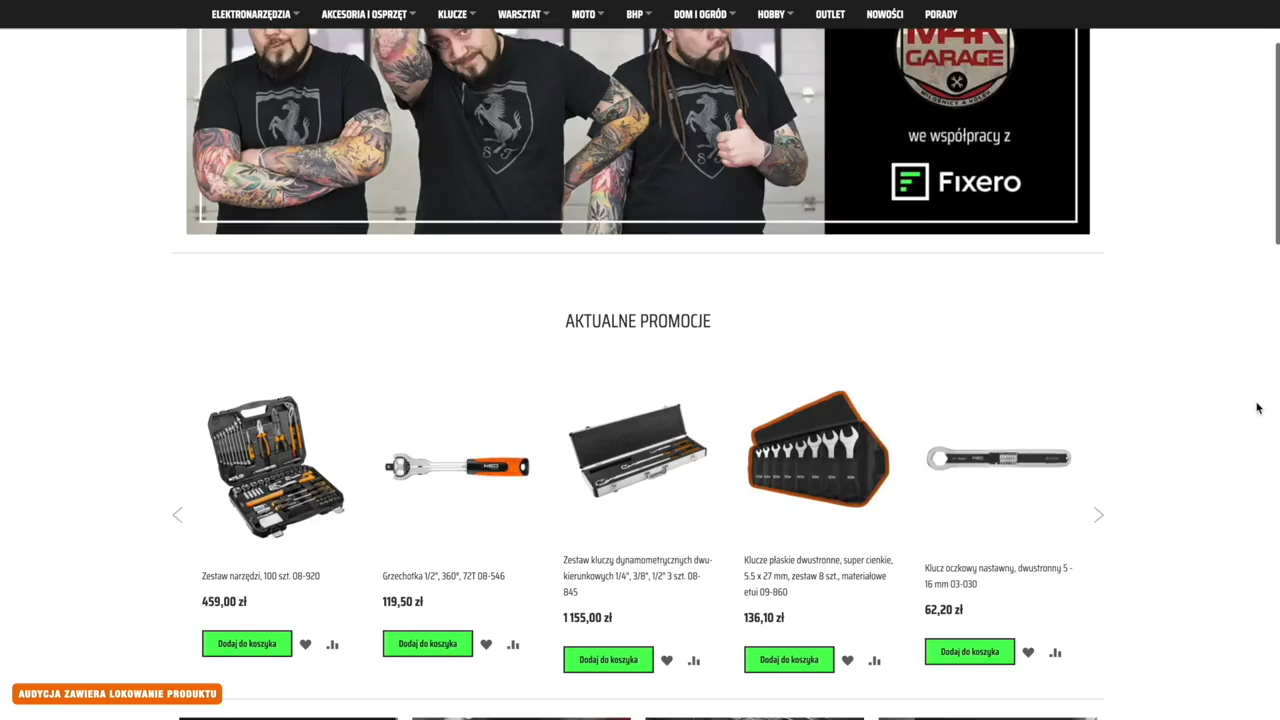 ELEKTRONARZĘDZIA AKCESORIA I OSPRZĘT KLUCZE WARSZTAT MOTO BHP DOM I OGRÓD HOBBY OUTLET NOWOŚCI PORADY
GARAGE
MIŁOŚNICY 4 KÓŁEK
we współpracy z
Fixero
AKTUALNE PROMOCJE
NEO
Zestaw narzędzi, 100 szt. 08-920
459,00 zł
Dodaj do koszyka
Grzechotka 1/2", 360°, 72T 08-546
119,50 zł
Dodaj do koszyka
Zestaw kluczy dynamometrycznych dwu-
kierunkowych 1/4", 3/8", 1/2" 3 szt. 08-
845
1 155,00 zł
Dodaj do koszyka
Klucze płaskie dwustronne, super cienkie,
5.5 x 27 mm, zestaw 8 szt., materiałowe
etui 09-860
136,10 zł
Dodaj do koszyka
Klucz oczkowy nastawny, dwustronny 5 -
16 mm 03-030
62,20 zł
Dodaj do koszyka
AUDYCJA ZAWIERA LOKOWANIE PRODUKTU